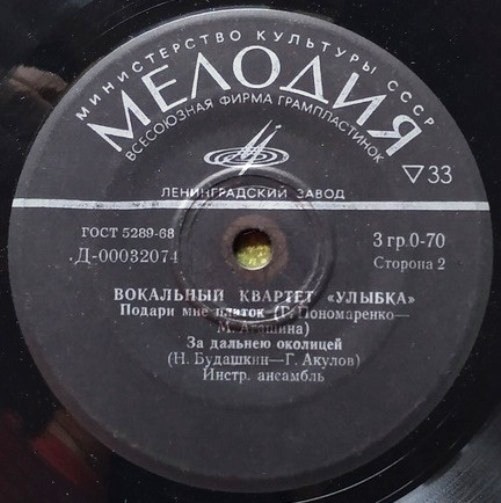 МИНИСТЕРСТВО КУЛЬТУРЫ СССР
МЕЛОДИЯ
ВСЕСОЮЗНАЯ ФИРМА ГРАМПЛАСТИНОК
▽33
ЛЕНИНГРАДСКИЙ ЗАВОД
ГОСТ 5289-68
Д-00032074
3 гр.0-70
Сторона 2
ВОКАЛЬНЫЙ КВАРТЕТ «УЛЫБКА»
Подари мне платок (Г. Пономаренко—
М. Агашина)
За дальнею околицей
(Н. Будашкин—Г. Акулов)
Инстр. ансамбль